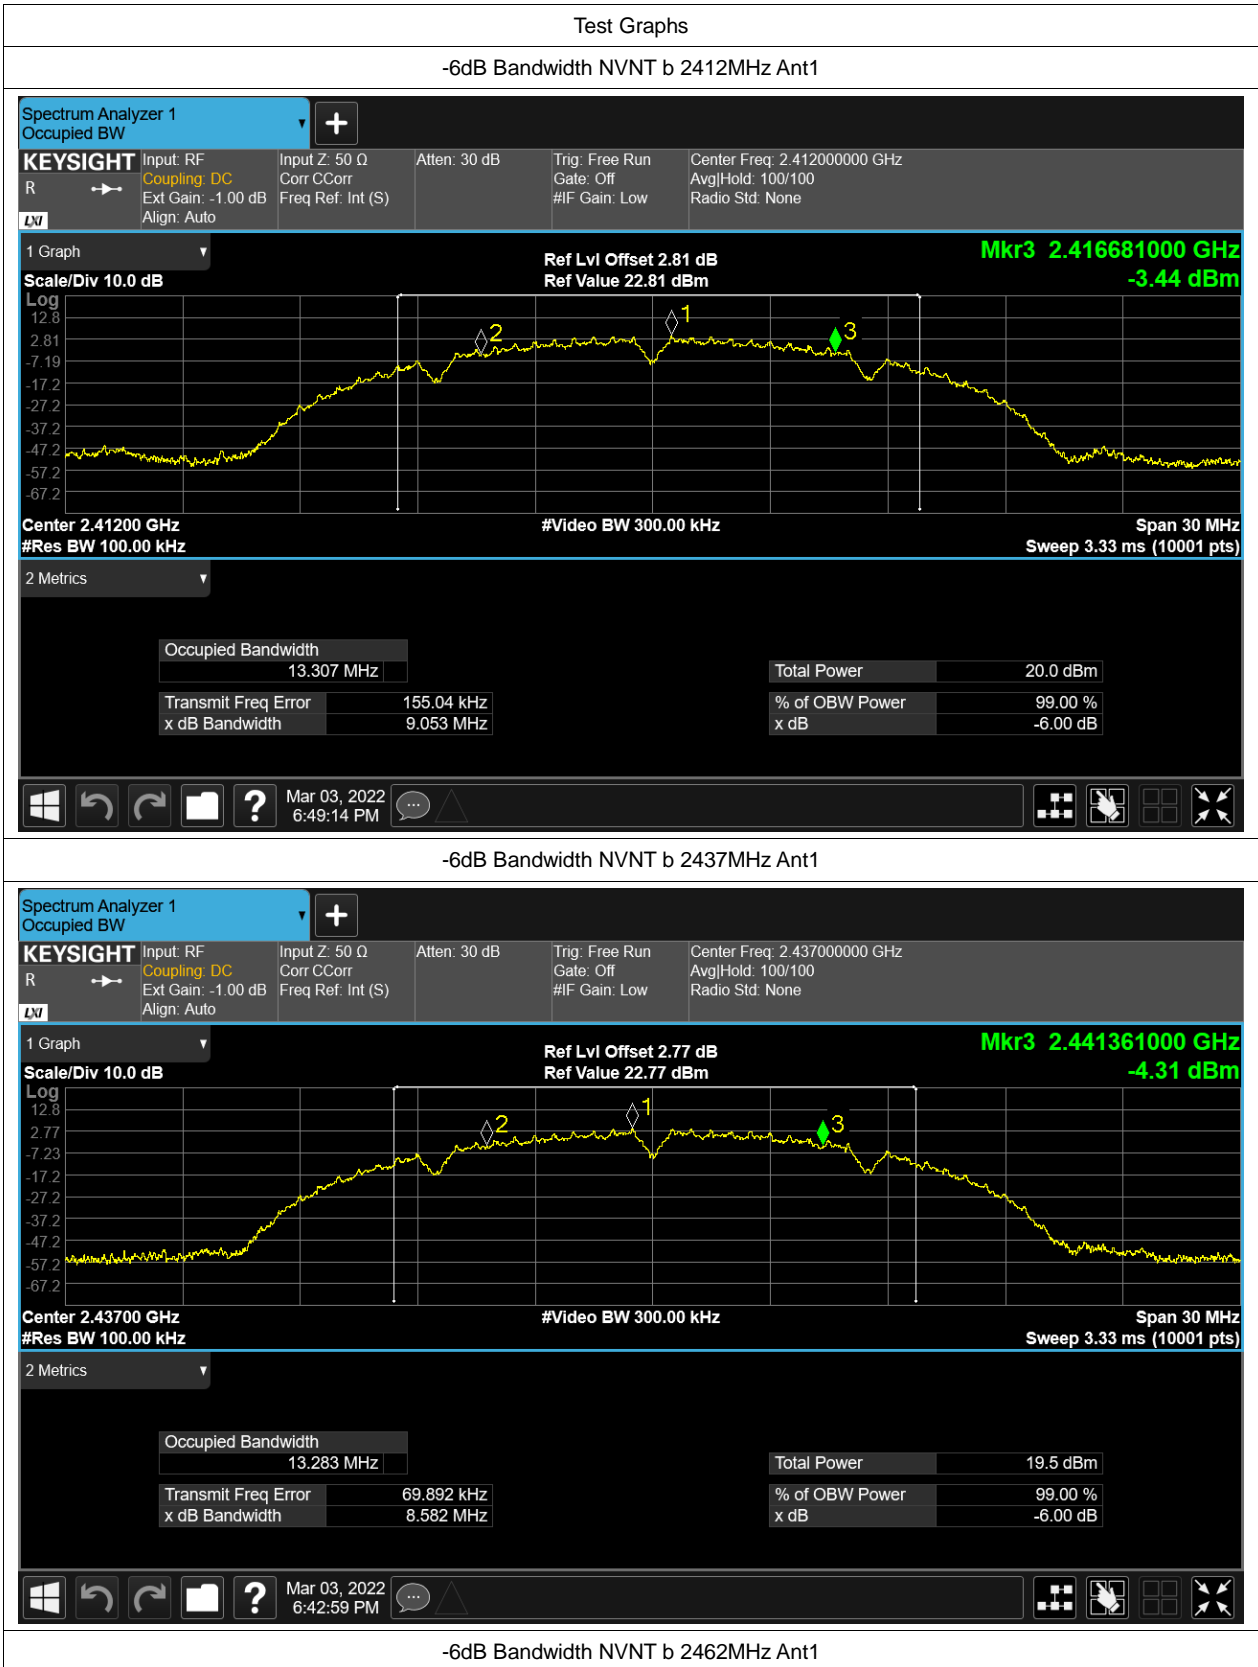 Test Graphs
-6dB Bandwidth NVNT b 2412MHz Ant1
Spectrum Analyzer 1
Occupied BW
KEYSIGHT
R
LXI
Input: RF
Coupling: DC
Ext Gain: -1.00 dB
Align: Auto
Input Z: 50 Ω
Corr CCorr
Freq Ref: Int (S)
Atten: 30 dB
Trig: Free Run
Gate: Off
#IF Gain: Low
Center Freq: 2.412000000 GHz
Avg|Hold: 100/100
Radio Std: None
1 Graph
Scale/Div 10.0 dB
Ref Lvl Offset 2.81 dB
Ref Value 22.81 dBm
Mkr3 2.416681000 GHz
-3.44 dBm
Log
12.8
2.81
-7.19
-17.2
-27.2
-37.2
-47.2
-57.2
-67.2
2
1
3
Center 2.41200 GHz
#Res BW 100.00 kHz
#Video BW 300.00 kHz
Span 30 MHz
Sweep 3.33 ms (10001 pts)
2 Metrics
Occupied Bandwidth
13.307 MHz
Transmit Freq Error 155.04 kHz
x dB Bandwidth 9.053 MHz
Total Power 20.0 dBm
% of OBW Power 99.00 %
x dB -6.00 dB
?
Mar 03, 2022
6:49:14 PM
-6dB Bandwidth NVNT b 2437MHz Ant1
Spectrum Analyzer 1
Occupied BW
KEYSIGHT
R
LXI
Input: RF
Coupling: DC
Ext Gain: -1.00 dB
Align: Auto
Input Z: 50 Ω
Corr CCorr
Freq Ref: Int (S)
Atten: 30 dB
Trig: Free Run
Gate: Off
#IF Gain: Low
Center Freq: 2.437000000 GHz
Avg|Hold: 100/100
Radio Std: None
1 Graph
Scale/Div 10.0 dB
Ref Lvl Offset 2.77 dB
Ref Value 22.77 dBm
Mkr3 2.441361000 GHz
-4.31 dBm
Log
12.8
2.77
-7.23
-17.2
-27.2
-37.2
-47.2
-57.2
-67.2
2
1
3
Center 2.43700 GHz
#Res BW 100.00 kHz
#Video BW 300.00 kHz
Span 30 MHz
Sweep 3.33 ms (10001 pts)
2 Metrics
Occupied Bandwidth
13.283 MHz
Transmit Freq Error 69.892 kHz
x dB Bandwidth 8.582 MHz
Total Power 19.5 dBm
% of OBW Power 99.00 %
x dB -6.00 dB
?
Mar 03, 2022
6:42:59 PM
-6dB Bandwidth NVNT b 2462MHz Ant1